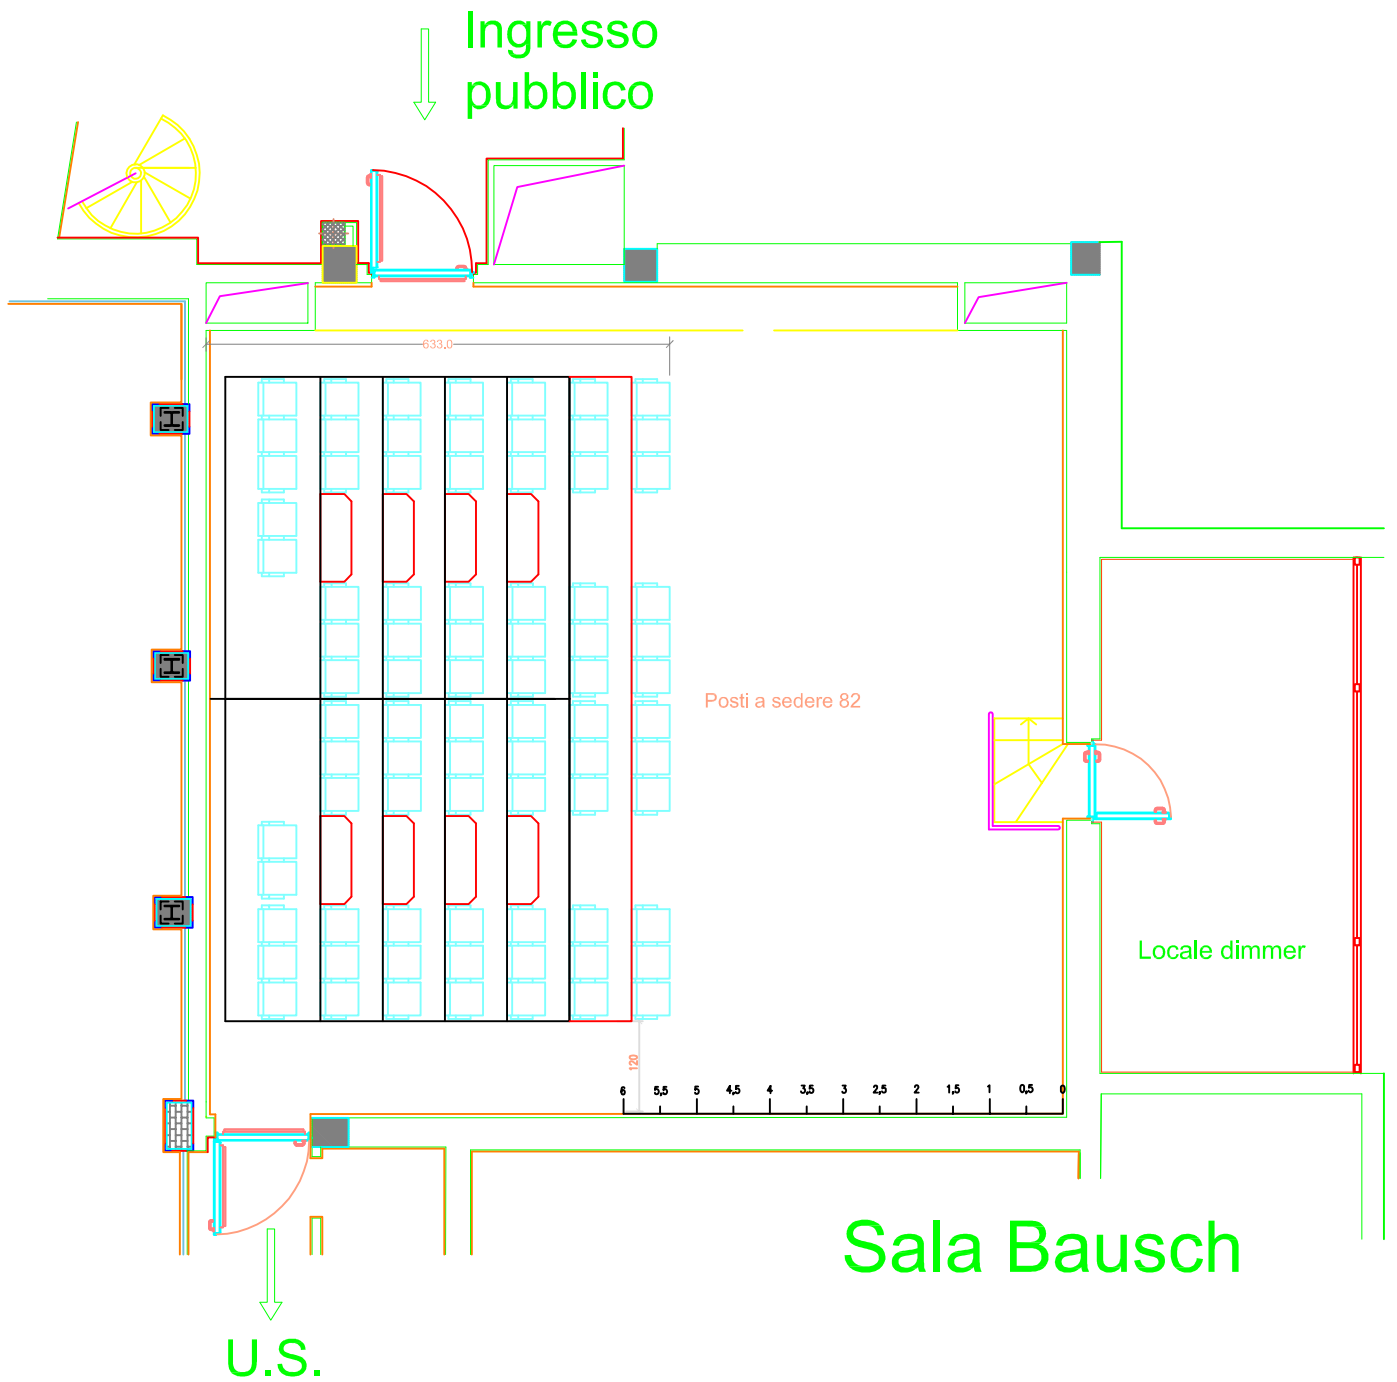 Ingresso
pubblico
633,0
Posti a sedere 82
Locale dimmer
120
6 5,5 5 4,5 4 3,5 3 2,5 2 1,5 1 0,5 0
Sala Bausch
U.S.